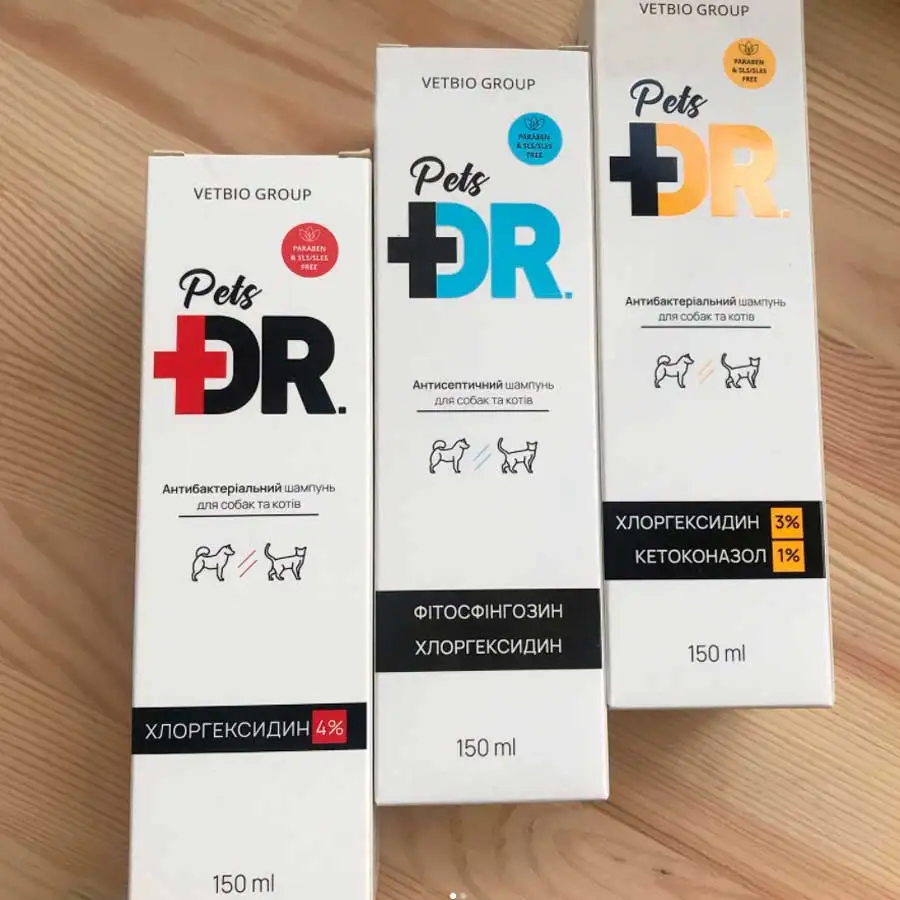 VETBIO GROUP
PARABEN
& SLS/SLES
FREE
Pets
DR.
Антибактеріальний шампунь
для собак та котів
ХЛОРГЕКСИДИН 4%
150 ml
VETBIO GROUP
PARABEN
& SLS/SLES
FREE
Pets
DR.
Антисептичний шампунь
для собак та котів
ФІТОСФІНГОЗИН
ХЛОРГЕКСИДИН
150 ml
VETBIO GROUP
PARABEN
& SLS/SLES
FREE
Pets
DR.
Антибактеріальний шампунь
для собак та котів
ХЛОРГЕКСИДИН 3%
КЕТОКОНАЗОЛ 1%
150 ml